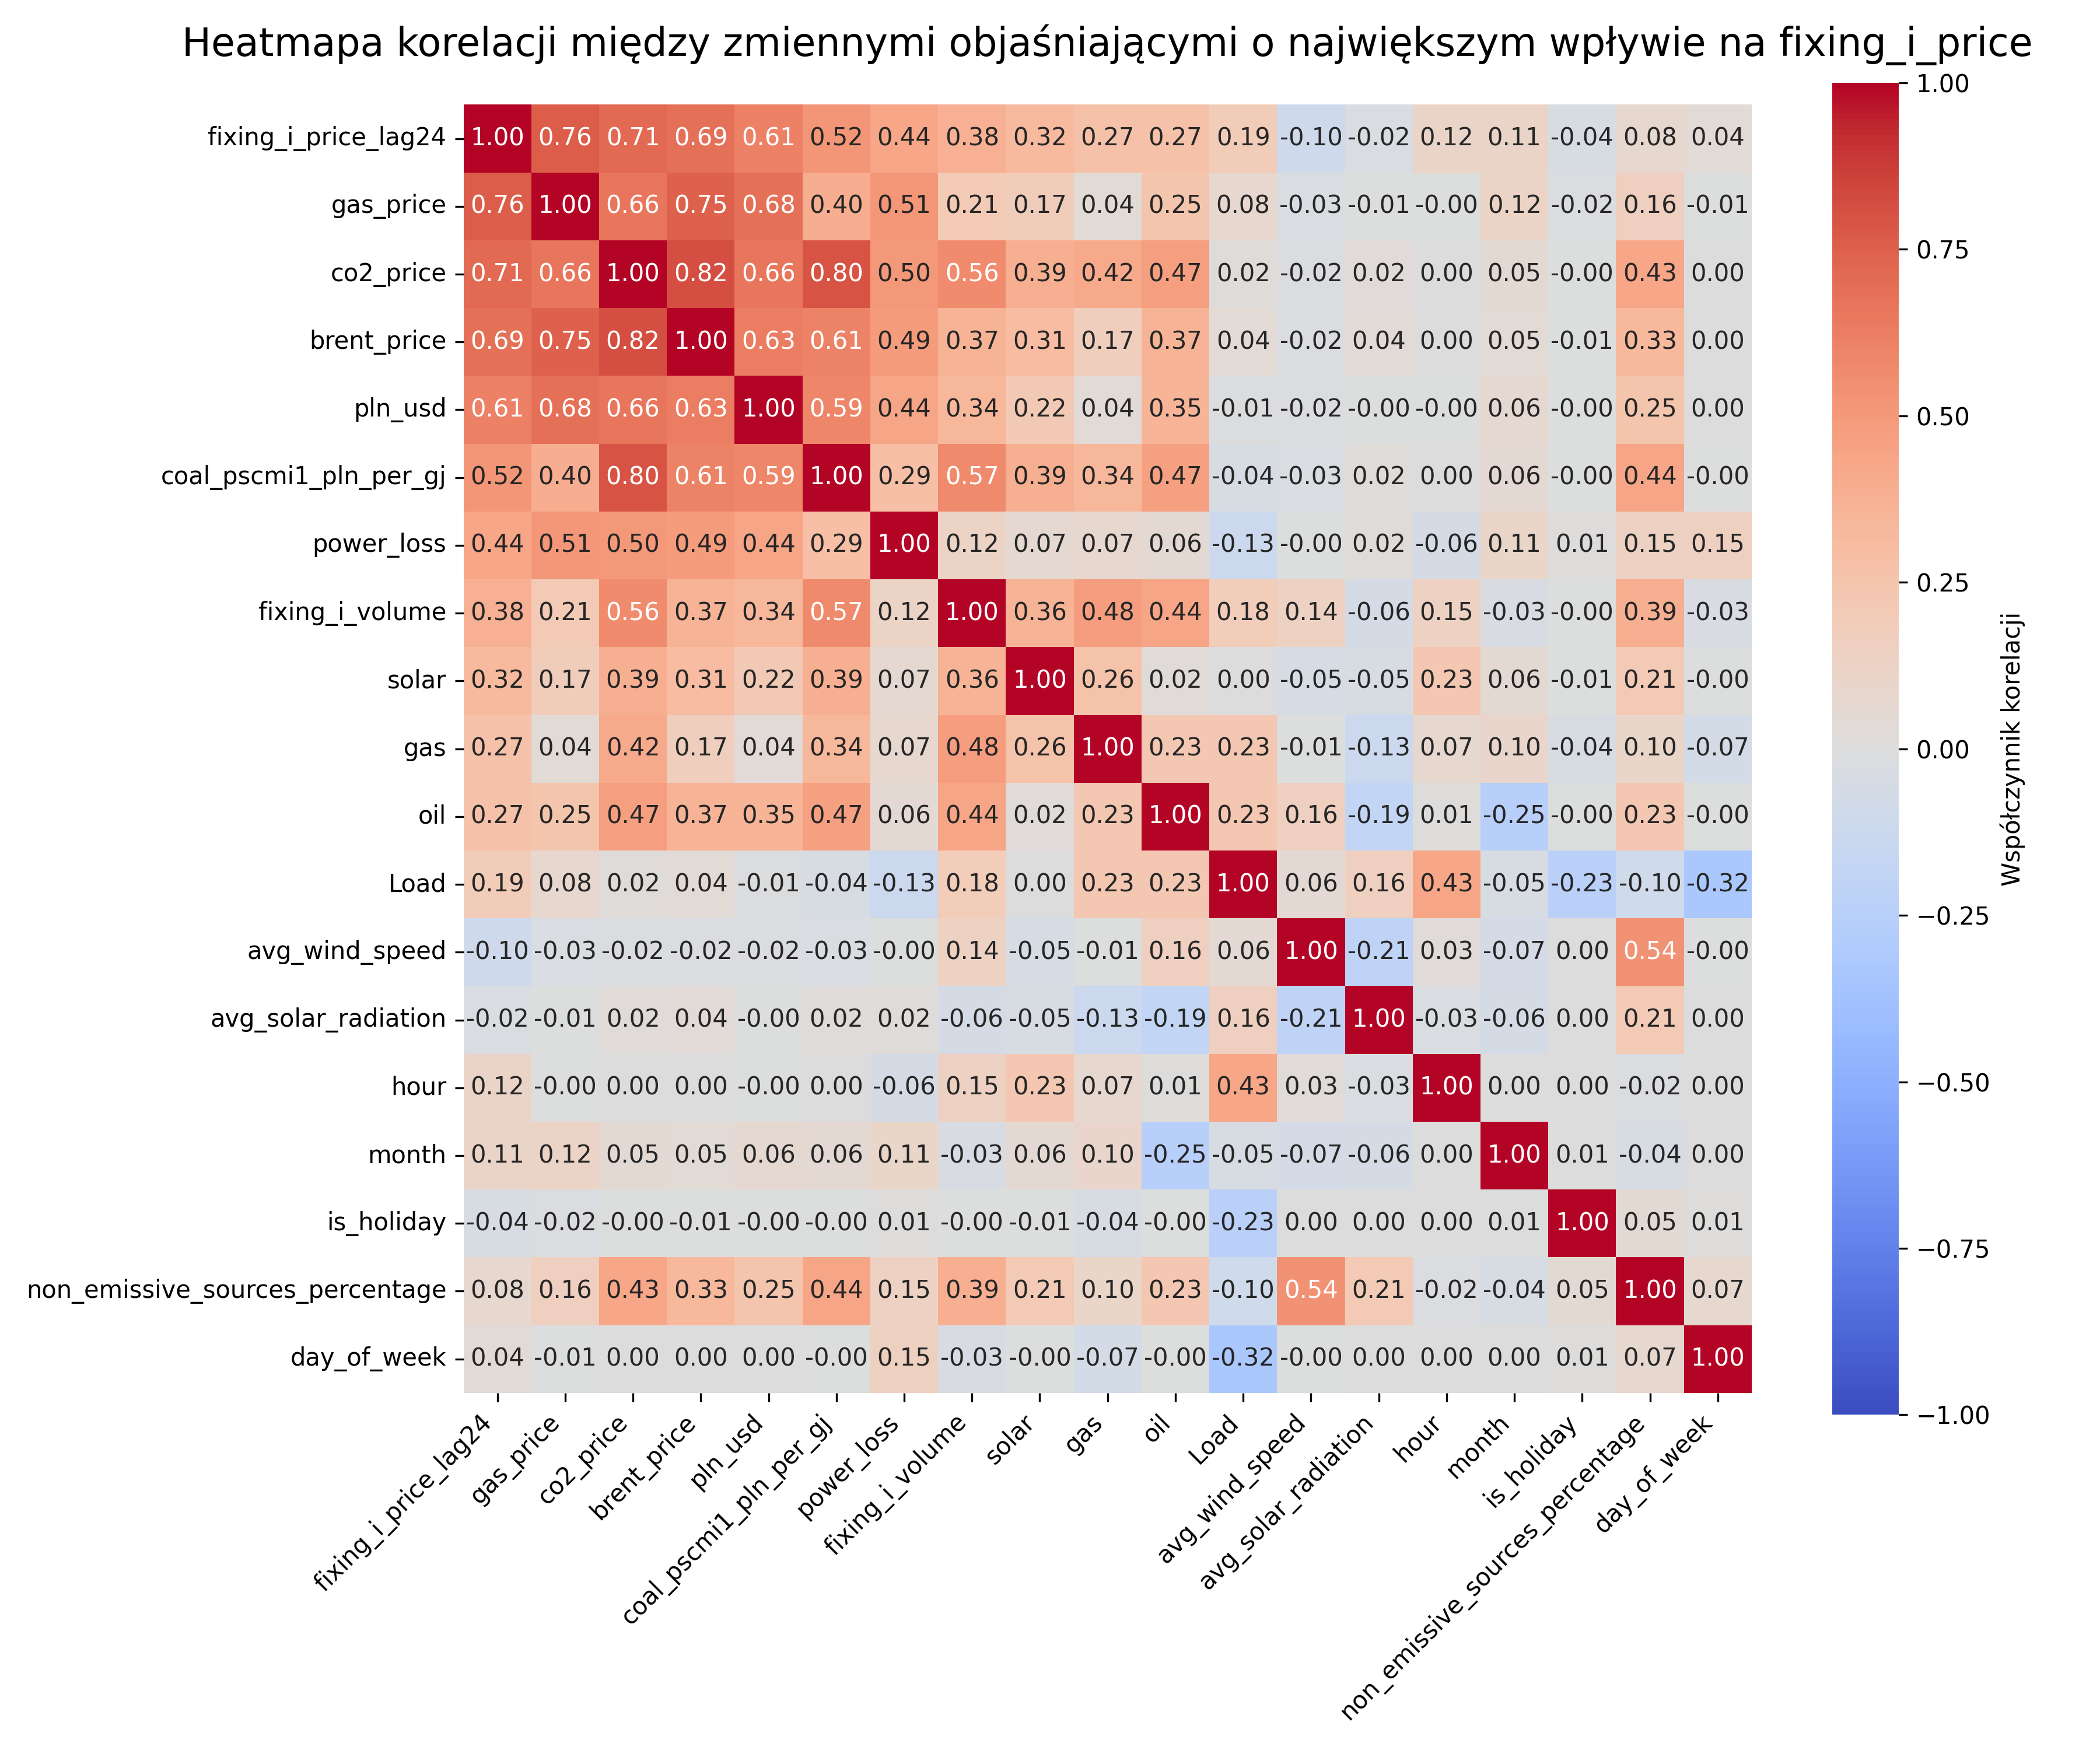 Heatmapa korelacji między zmiennymi objaśniającymi o największym wpływie na fixing_i_price
fixing_i_price_lag24 1.00 0.76 0.71 0.69 0.61 0.52 0.44 0.38 0.32 0.27 0.27 0.19 -0.10 -0.02 0.12 0.11 -0.04 0.08 0.04
gas_price 0.76 1.00 0.66 0.75 0.68 0.40 0.51 0.21 0.17 0.04 0.25 0.08 -0.03 -0.01 -0.00 0.12 -0.02 0.16 -0.01
co2_price 0.71 0.66 1.00 0.82 0.66 0.80 0.50 0.56 0.39 0.42 0.47 0.02 -0.02 0.02 0.00 0.05 -0.00 0.43 0.00
brent_price 0.69 0.75 0.82 1.00 0.63 0.61 0.49 0.37 0.31 0.17 0.37 0.04 -0.02 0.04 0.00 0.05 -0.01 0.33 0.00
pln_usd 0.61 0.68 0.66 0.63 1.00 0.59 0.44 0.34 0.22 0.04 0.35 -0.01 -0.02 -0.00 -0.00 0.06 -0.00 0.25 0.00
coal_pscmi1_pln_per_gj 0.52 0.40 0.80 0.61 0.59 1.00 0.29 0.57 0.39 0.34 0.47 -0.04 -0.03 0.02 0.00 0.06 -0.00 0.44 -0.00
power_loss 0.44 0.51 0.50 0.49 0.44 0.29 1.00 0.12 0.07 0.07 0.06 -0.13 -0.00 0.02 -0.06 0.11 0.01 0.15 0.15
fixing_i_volume 0.38 0.21 0.56 0.37 0.34 0.57 0.12 1.00 0.36 0.48 0.44 0.18 0.14 -0.06 0.15 -0.03 -0.00 0.39 -0.03
solar 0.32 0.17 0.39 0.31 0.22 0.39 0.07 0.36 1.00 0.26 0.02 0.00 -0.05 -0.05 0.23 0.06 -0.01 0.21 -0.00
gas 0.27 0.04 0.42 0.17 0.04 0.34 0.07 0.48 0.26 1.00 0.23 0.23 -0.01 -0.13 0.07 0.10 -0.04 0.10 -0.07
oil 0.27 0.25 0.47 0.37 0.35 0.47 0.06 0.44 0.02 0.23 1.00 0.23 0.16 -0.19 0.01 -0.25 -0.00 0.23 -0.00
Load 0.19 0.08 0.02 0.04 -0.01 -0.04 -0.13 0.18 0.00 0.23 0.23 1.00 0.06 0.16 0.43 -0.05 -0.23 -0.10 -0.32
avg_wind_speed -0.10 -0.03 -0.02 -0.02 -0.02 -0.03 -0.00 0.14 -0.05 -0.01 0.16 0.06 1.00 -0.21 0.03 -0.07 0.00 0.54 -0.00
avg_solar_radiation -0.02 -0.01 0.02 0.04 -0.00 0.02 0.02 -0.06 -0.05 -0.13 -0.19 0.16 -0.21 1.00 -0.03 -0.06 0.00 0.21 0.00
hour 0.12 -0.00 0.00 0.00 -0.00 0.00 -0.06 0.15 0.23 0.07 0.01 0.43 0.03 -0.03 1.00 0.00 0.00 -0.02 0.00
month 0.11 0.12 0.05 0.05 0.06 0.06 0.11 -0.03 0.06 0.10 -0.25 -0.05 -0.07 -0.06 0.00 1.00 0.01 -0.04 0.00
is_holiday -0.04 -0.02 -0.00 -0.01 -0.00 -0.00 0.01 -0.00 -0.01 -0.04 -0.00 -0.23 0.00 0.00 0.00 0.01 1.00 0.05 0.01
non_emissive_sources_percentage 0.08 0.16 0.43 0.33 0.25 0.44 0.15 0.39 0.21 0.10 0.23 -0.10 0.54 0.21 -0.02 -0.04 0.05 1.00 0.07
day_of_week 0.04 -0.01 0.00 0.00 0.00 -0.00 0.15 -0.03 -0.00 -0.07 -0.00 -0.32 -0.00 0.00 0.00 0.00 0.01 0.07 1.00
fixing_i_price_lag24
gas_price
co2_price
brent_price
pln_usd
coal_pscmi1_pln_per_gj
power_loss
fixing_i_volume
solar
gas
oil
Load
avg_wind_speed
avg_solar_radiation
hour
month
is_holiday
non_emissive_sources_percentage
day_of_week
1.00
0.75
0.50
0.25
0.00
−0.25
−0.50
−0.75
−1.00
Współczynnik korelacji